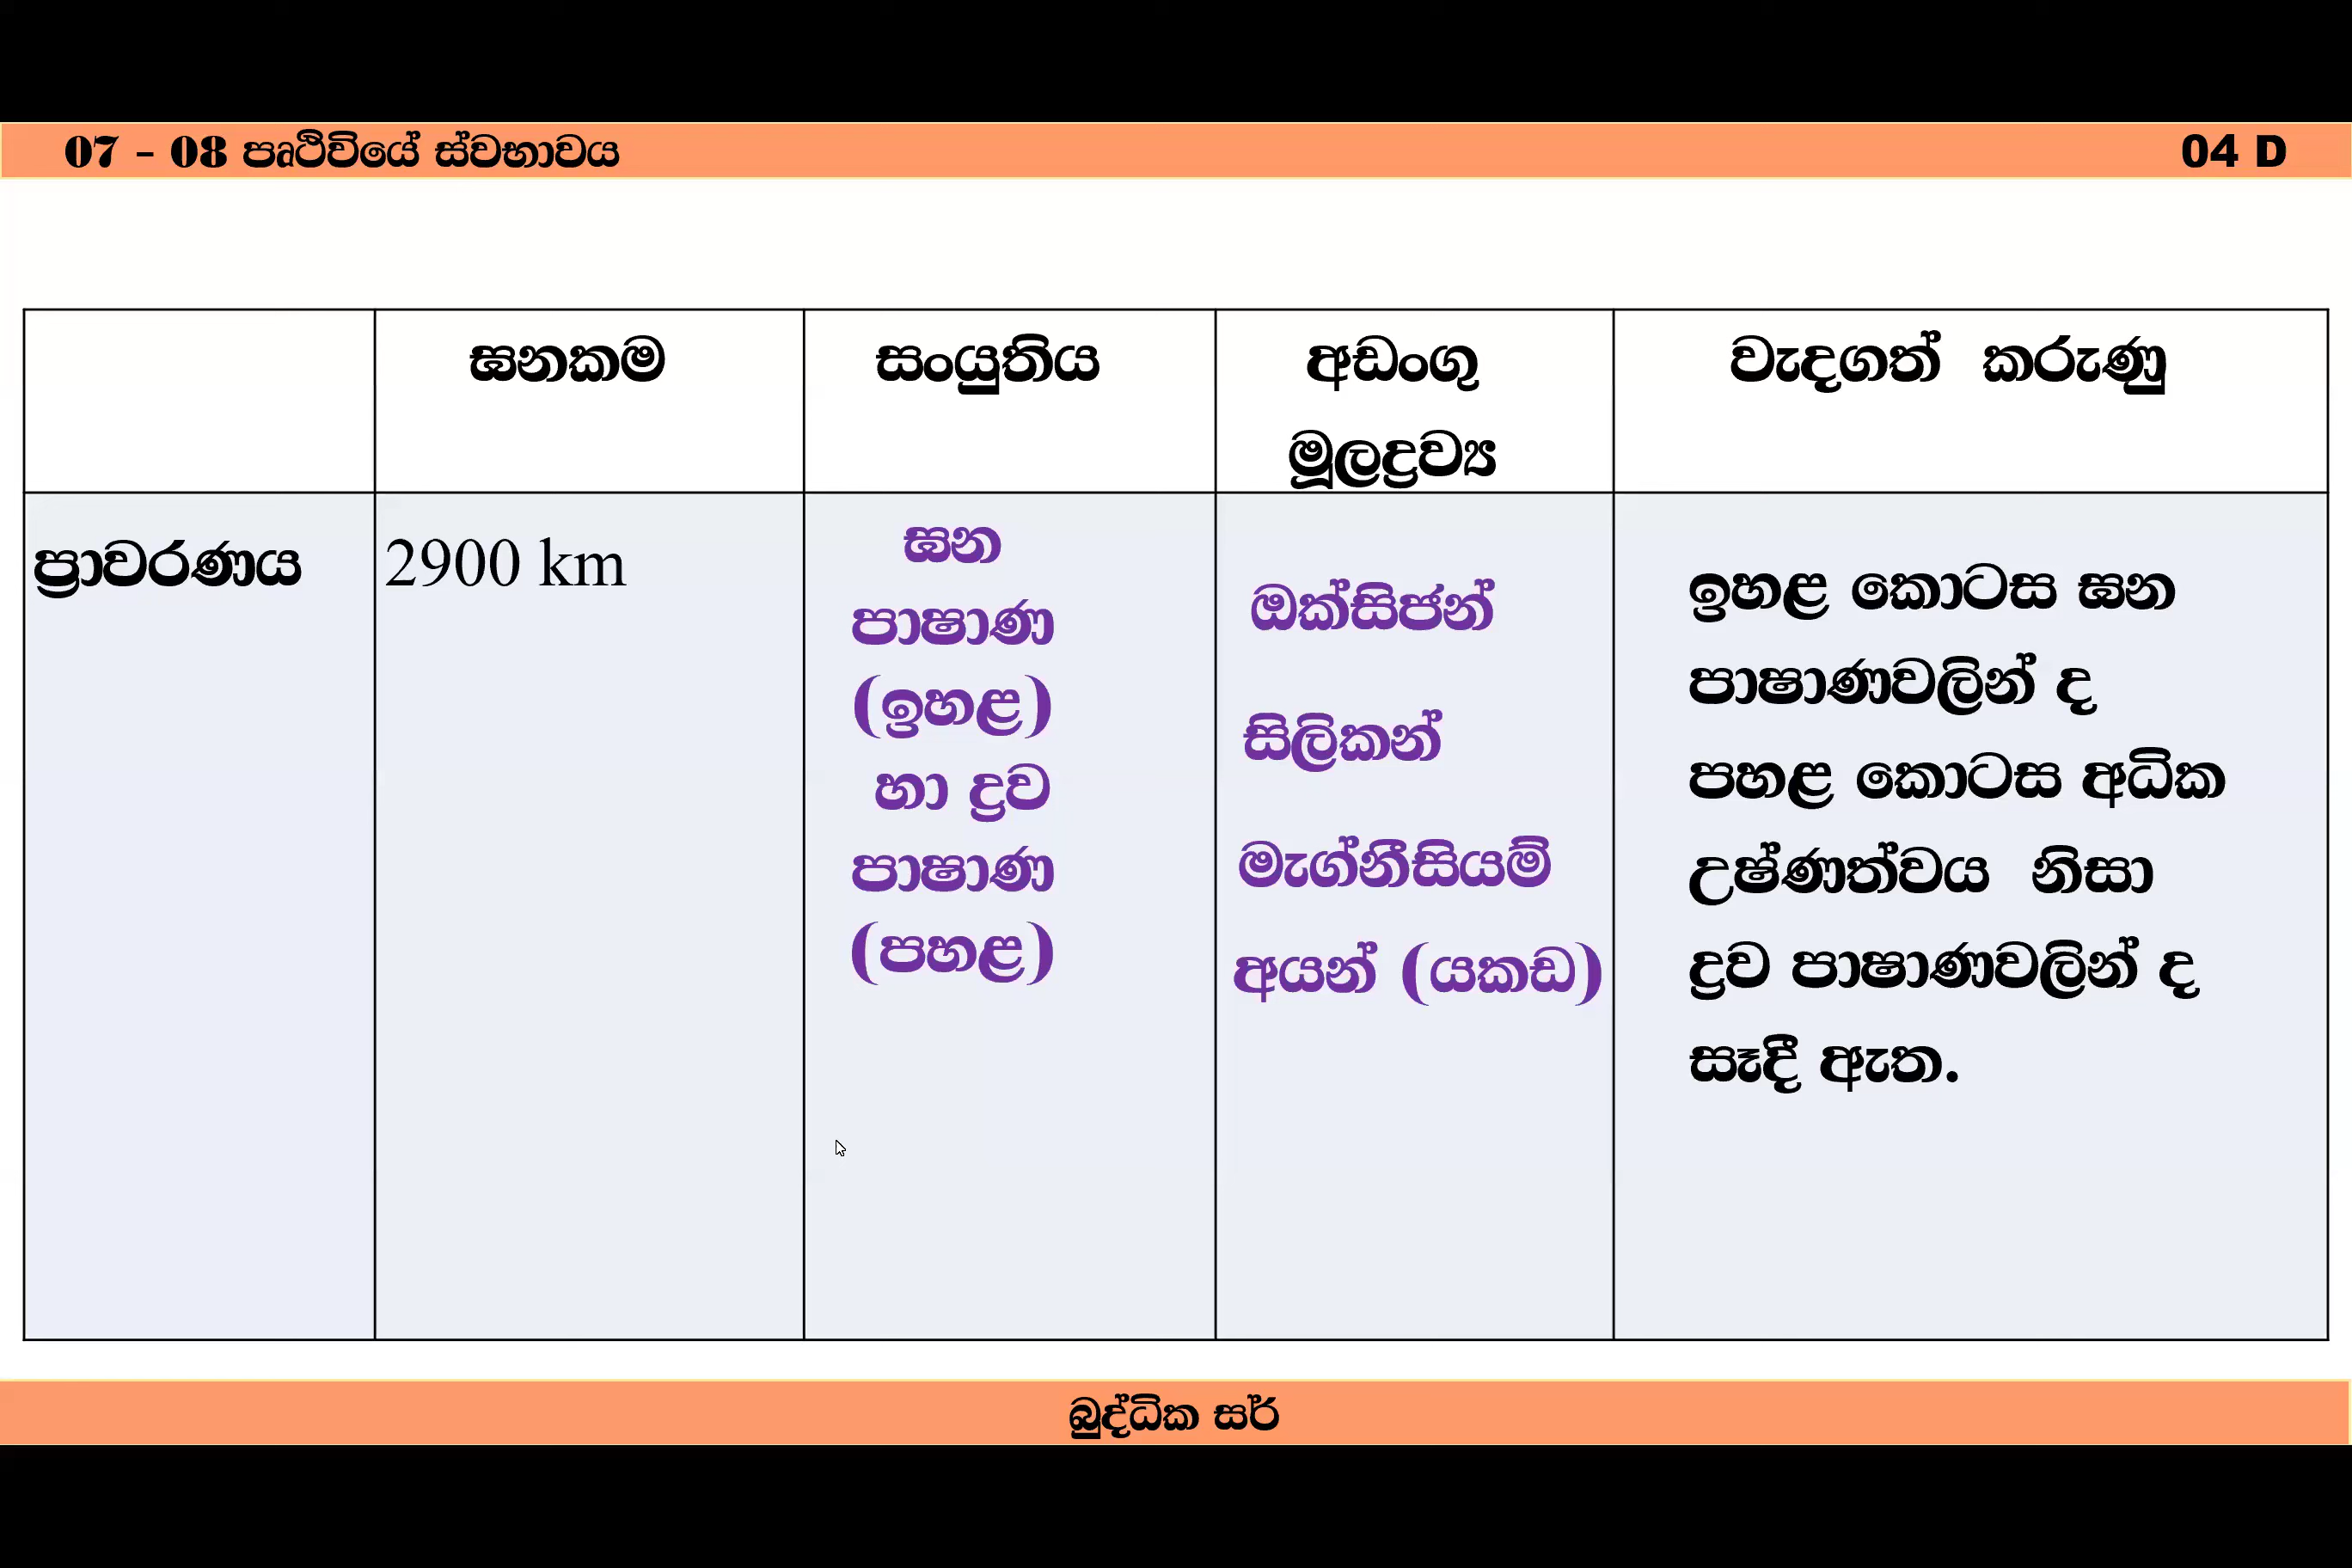 07 - 08 පෘථිවියේ ස්වභාවය
04 D
ඝනකම
සංයුතිය
අඩංගු
මූලද්‍රව්‍ය
වැදගත් කරුණු
ප්‍රාවරණය
2900 km
ඝන
පාෂාණ
(ඉහළ)
හා ද්‍රව
පාෂාණ
(පහළ)
ඔක්සිජන්
සිලිකන්
මැග්නීසියම්
අයන් (යකඩ)
ඉහළ කොටස ඝන
පාෂාණවලින් ද
පහළ කොටස අධික
උෂ්ණත්වය නිසා
ද්‍රව පාෂාණවලින් ද
සෑදී ඇත.
බුද්ධික සර්